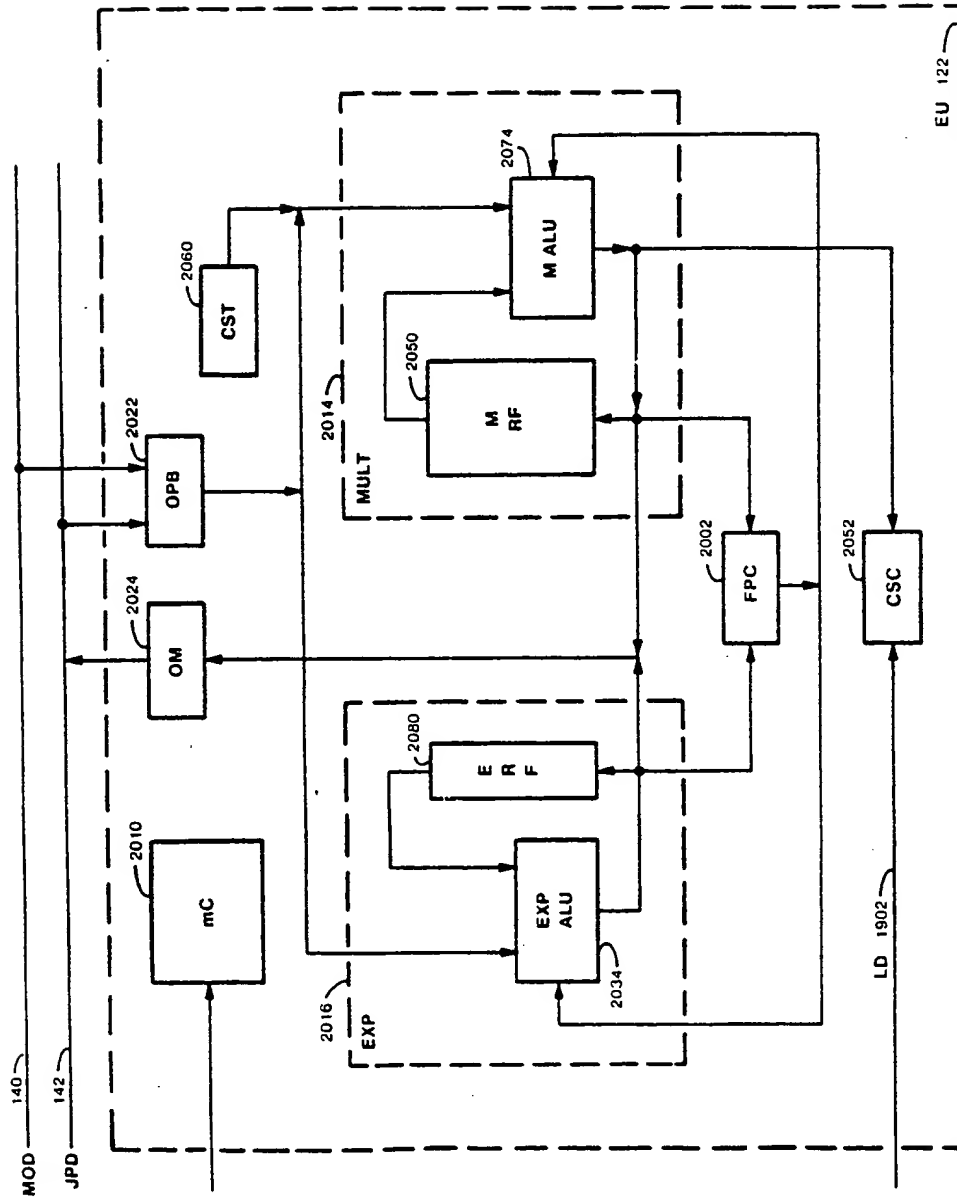 MOD
140
JPD
142
2010
mC
2024
OM
2022
OPB
2060
CST
2016
EXP
2080
E
R
F
EXP
ALU
2034
2014
MULT
2050
M
RF
2074
M ALU
2002
FPC
2052
CSC
LD 1902
EU 122